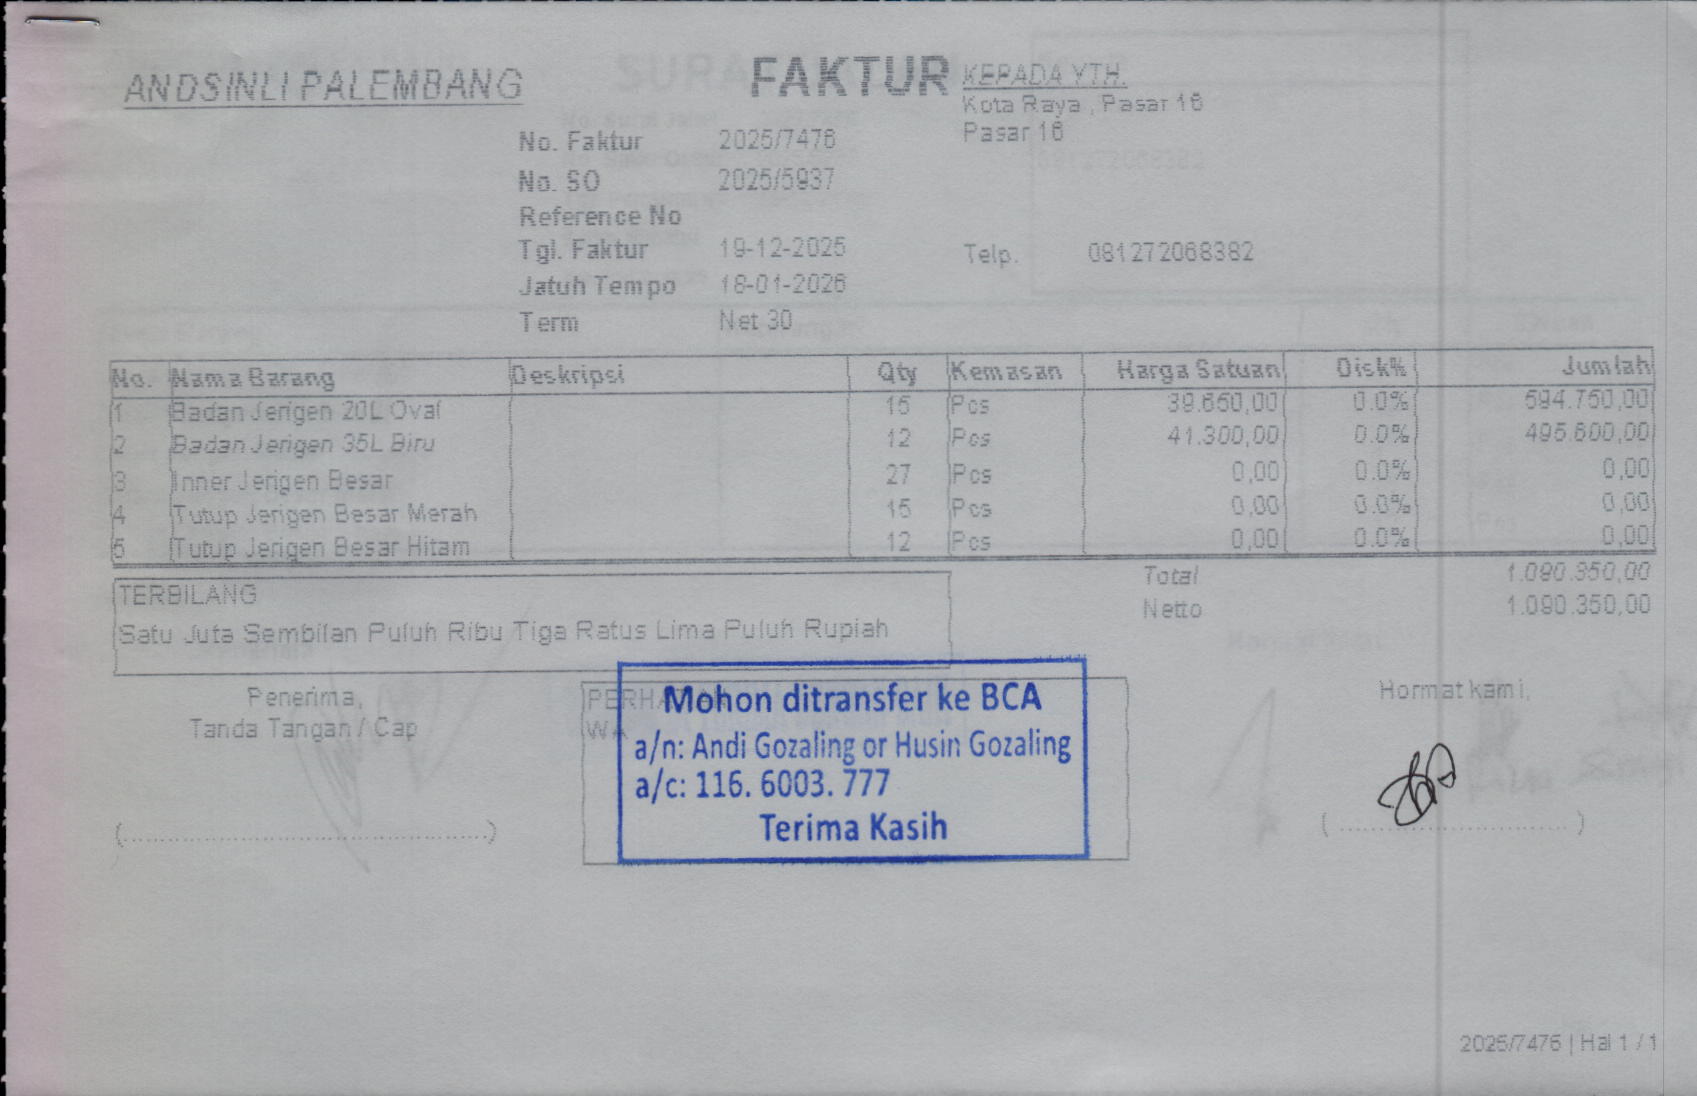 ANDSINLI PALEMBANG
FAKTUR
KEPADA YTH.
Kota Raya , Pasar 16
Pasar 16
No. Faktur 2025/7476
No. SO 2025/5937
Reference No
Tgl. Faktur 19-12-2025
Telp. 081272068382
Jatuh Tempo 18-01-2026
Term Net 30
No. Nama Barang Deskripsi Qty Kemasan Harga Satuan Disk% Jumlah
1 Badan Jerigen 20L Oval 15 Pcs 39.650,00 0.0% 594.750,00
2 Badan Jerigen 35L Biru 12 Pcs 41.300,00 0.0% 495.600,00
3 Inner Jerigen Besar 27 Pcs 0,00 0.0% 0,00
4 Tutup Jerigen Besar Merah 15 Pcs 0,00 0.0% 0,00
5 Tutup Jerigen Besar Hitam 12 Pcs 0,00 0.0% 0,00
Total 1.090.350,00
Netto 1.090.350,00
TERBILANG
Satu Juta Sembilan Puluh Ribu Tiga Ratus Lima Puluh Rupiah
Penerima,
Tanda Tangan / Cap
(....................................................)
WA
Mohon ditransfer ke BCA
a/n: Andi Gozaling or Husin Gozaling
a/c: 116. 6003. 777
Terima Kasih
Hormat kami,
( ................................. )
2025/7476 | Hal 1 / 1